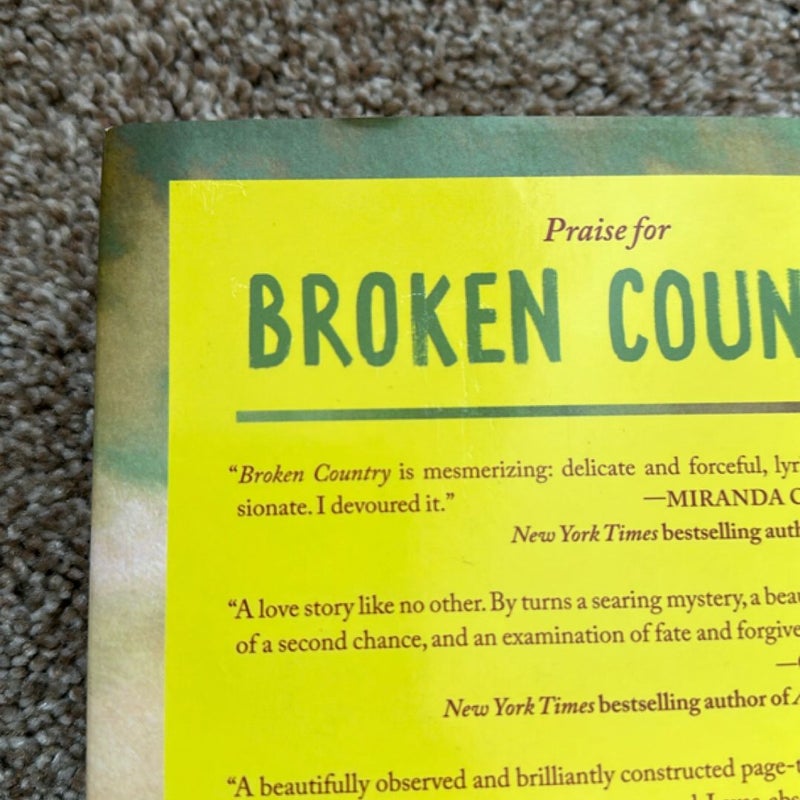 Praise for
BROKEN COUN
“Broken Country is mesmerizing: delicate and forceful, lyr
sionate. I devoured it.” —MIRANDA C
New York Times bestselling auth
“A love story like no other. By turns a searing mystery, a beau
of a second chance, and an examination of fate and forgive
—
New York Times bestselling author of A
“A beautifully observed and brilliantly constructed page-t